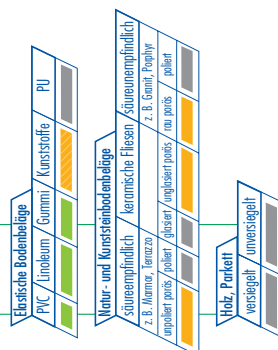 Elastische Bodenbeläge
PVC Linoleum Gummi Kunststoffe PU
Natur- und Kunststeinbodenbeläge
säureempfindlich keramische Fliesen säureunempfindlich
z. B. Marmor, Terrazzo z. B. Granit, Porphyr
unpoliert porös poliert glasiert unglasiert porös rau porös poliert
Holz, Parkett
versiegelt unversiegelt